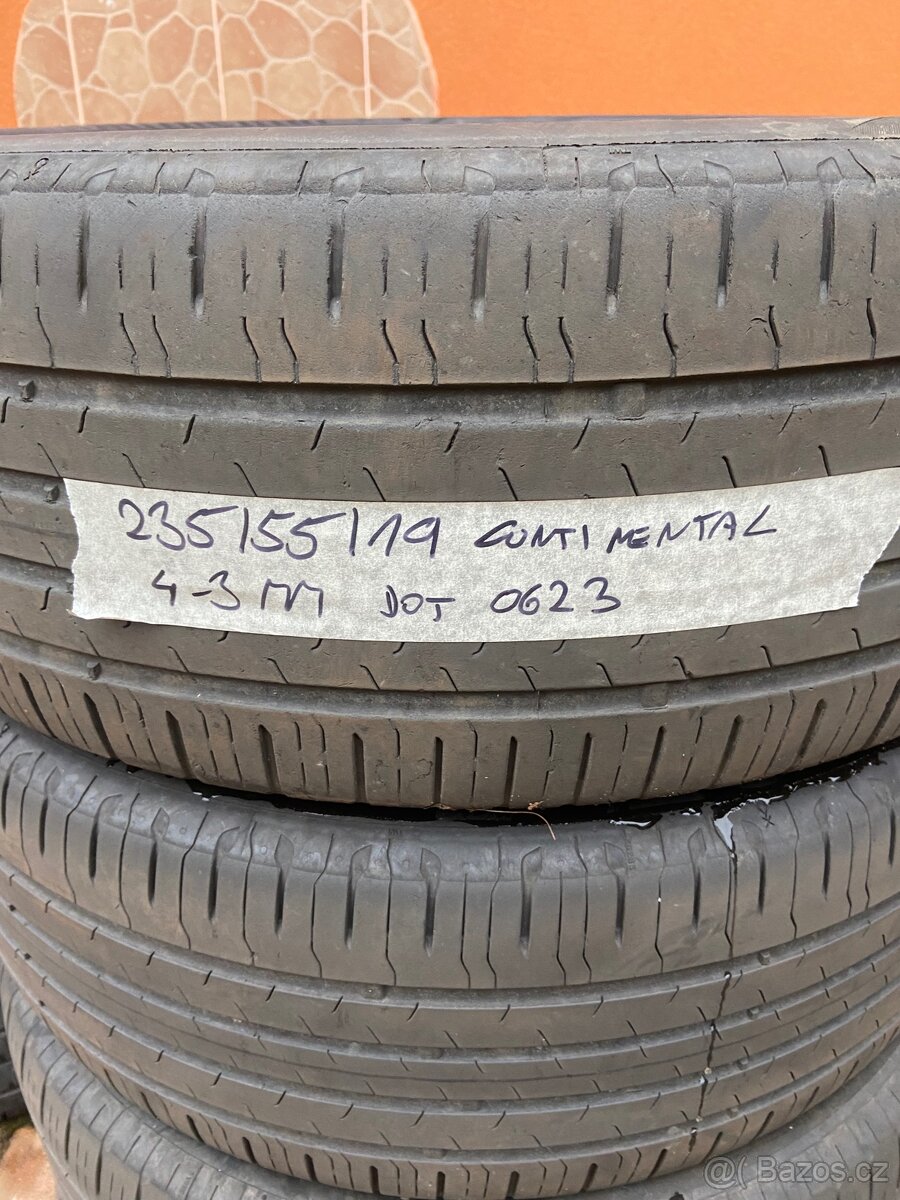 235/55/19 CONTINENTAL
4-3 MM DOT 0623
@( Bazos.cz